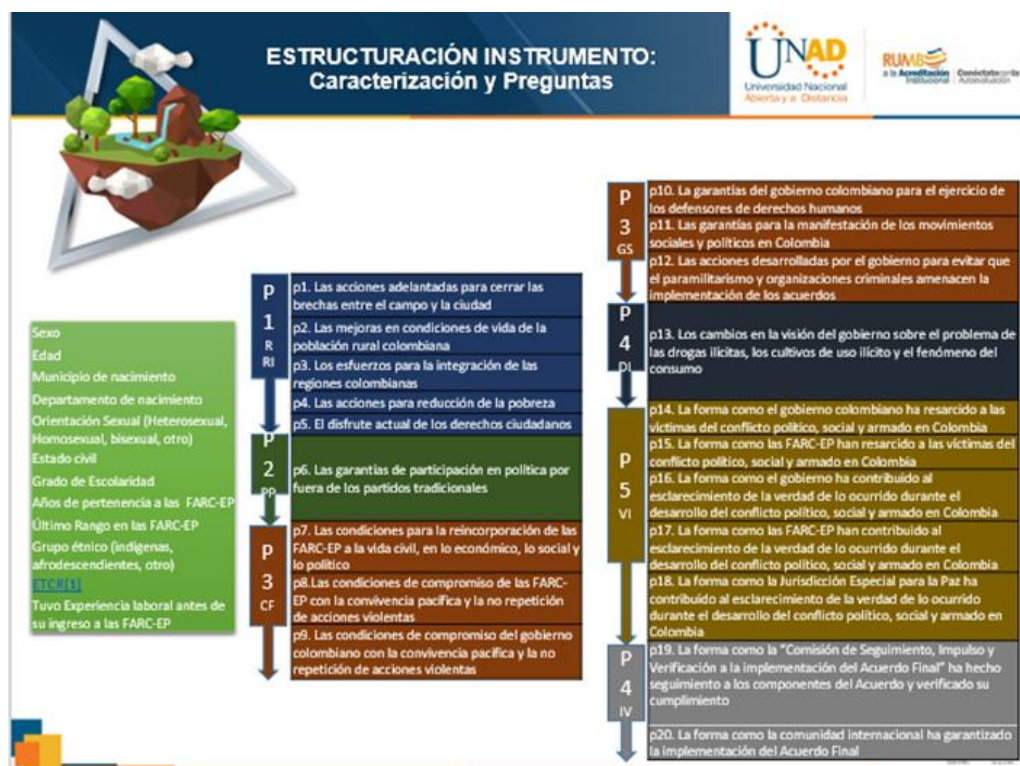 ESTRUCTURACIÓN INSTRUMENTO:
Caracterización y Preguntas
UNAD
Universidad Nacional
Abierta y a Distancia
RUMB
a la Acreditación
Institucional
Conéctate con la
Autoevaluación
Sexo
Edad
Municipio de nacimiento
Departamento de nacimiento
Orientación Sexual (Heterosexual,
Homosexual, bisexual, otro)
Estado civil
Grado de Escolaridad
Años de pertenencia a las FARC-EP
Último Rango en las FARC-EP
Grupo étnico (indígenas,
afrodescendientes, otro)
ETCR[1]
Tuvo Experiencia laboral antes de
su ingreso a las FARC-EP
P
1
R
RI
p1. Las acciones adelantadas para cerrar las
brechas entre el campo y la ciudad
p2. Las mejoras en condiciones de vida de la
población rural colombiana
p3. Los esfuerzos para la integración de las
regiones colombianas
p4. Las acciones para reducción de la pobreza
p5. El disfrute actual de los derechos ciudadanos
P
2
PP
p6. Las garantías de participación en política por
fuera de los partidos tradicionales
P
3
CF
p7. Las condiciones para la reincorporación de las
FARC-EP a la vida civil, en lo económico, lo social y
lo político
p8.Las condiciones de compromiso de las FARC-
EP con la convivencia pacífica y la no repetición
de acciones violentas
p9. Las condiciones de compromiso del gobierno
colombiano con la convivencia pacífica y la no
repetición de acciones violentas
P
3
GS
p10. La garantías del gobierno colombiano para el ejercicio de
los defensores de derechos humanos
p11. Las garantías para la manifestación de los movimientos
sociales y políticos en Colombia
p12. Las acciones desarrolladas por el gobierno para evitar que
el paramilitarismo y organizaciones criminales amenacen la
implementación de los acuerdos
P
4
DI
p13. Los cambios en la visión del gobierno sobre el problema de
las drogas ilícitas, los cultivos de uso ilícito y el fenómeno del
consumo
P
5
VI
p14. La forma como el gobierno colombiano ha resarcido a las
víctimas del conflicto político, social y armado en Colombia
p15. La forma como las FARC-EP han resarcido a las víctimas del
conflicto político, social y armado en Colombia
p16. La forma como el gobierno ha contribuido al
esclarecimiento de la verdad de lo ocurrido durante el
desarrollo del conflicto político, social y armado en Colombia
p17. La forma como las FARC-EP han contribuido al
esclarecimiento de la verdad de lo ocurrido durante el
desarrollo del conflicto político, social y armado en Colombia
p18. La forma como la Jurisdicción Especial para la Paz ha
contribuido al esclarecimiento de la verdad de lo ocurrido
durante el desarrollo del conflicto político, social y armado en
Colombia
P
4
IV
p19. La forma como la "Comisión de Seguimiento, Impulso y
Verificación a la implementación del Acuerdo Final" ha hecho
seguimiento a los componentes del Acuerdo y verificado su
cumplimiento
p20. La forma como la comunidad internacional ha garantizado
la implementación del Acuerdo Final